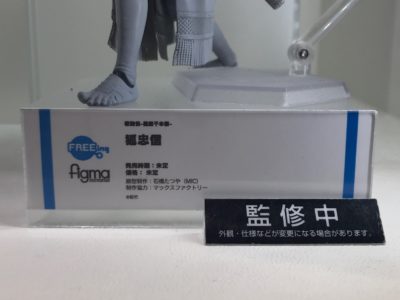 狐忠信
FREEing
figma
発売時期：未定
価格：未定
原型制作：石橋たつや（MIC）
制作協力：マックスファクトリー
監修中
外観・仕様などが変更になる場合があります。